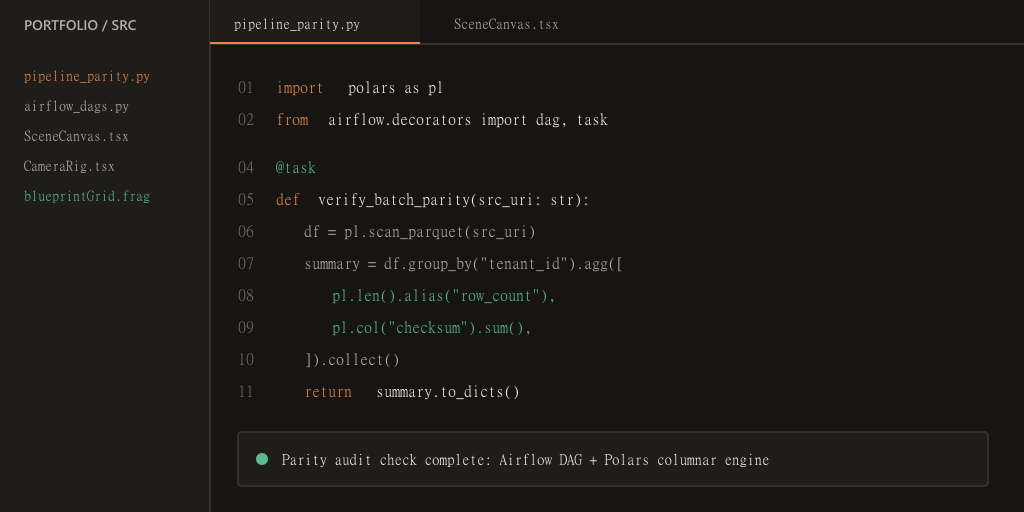 PORTFOLIO / SRC
pipeline_parity.py
airflow_dags.py
SceneCanvas.tsx
CameraRig.tsx
blueprintGrid.frag
pipeline_parity.py SceneCanvas.tsx
01 import polars as pl
02 from airflow.decorators import dag, task
04 @task
05 def verify_batch_parity(src_uri: str):
06 df = pl.scan_parquet(src_uri)
07 summary = df.group_by("tenant_id").agg([
08 pl.len().alias("row_count"),
09 pl.col("checksum").sum(),
10 ]).collect()
11 return summary.to_dicts()
Parity audit check complete: Airflow DAG + Polars columnar engine